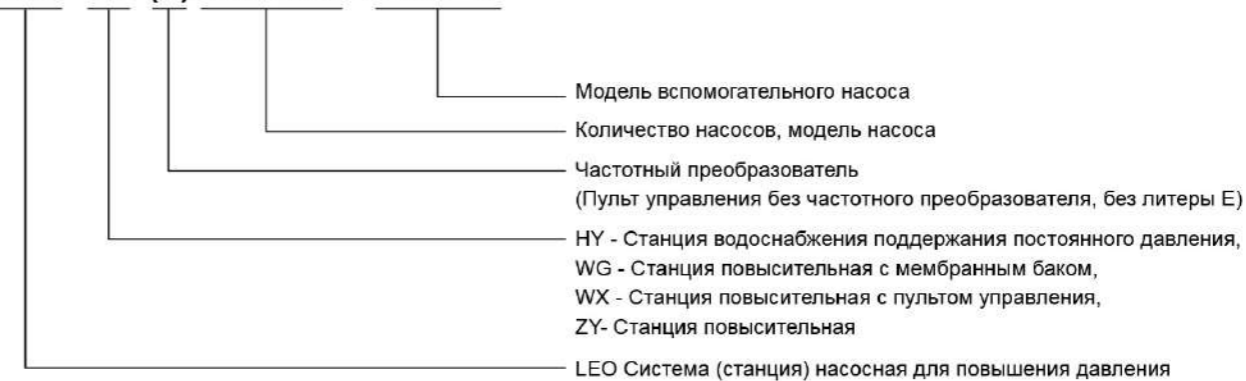 Модель вспомогательного насоса
Количество насосов, модель насоса
Частотный преобразователь
(Пульт управления без частотного преобразователя, без литеры Е)
HY - Станция водоснабжения поддержания постоянного давления,
WG - Станция повысительная с мембранным баком,
WX - Станция повысительная с пультом управления,
ZY- Станция повысительная
LEO Система (станция) насосная для повышения давления